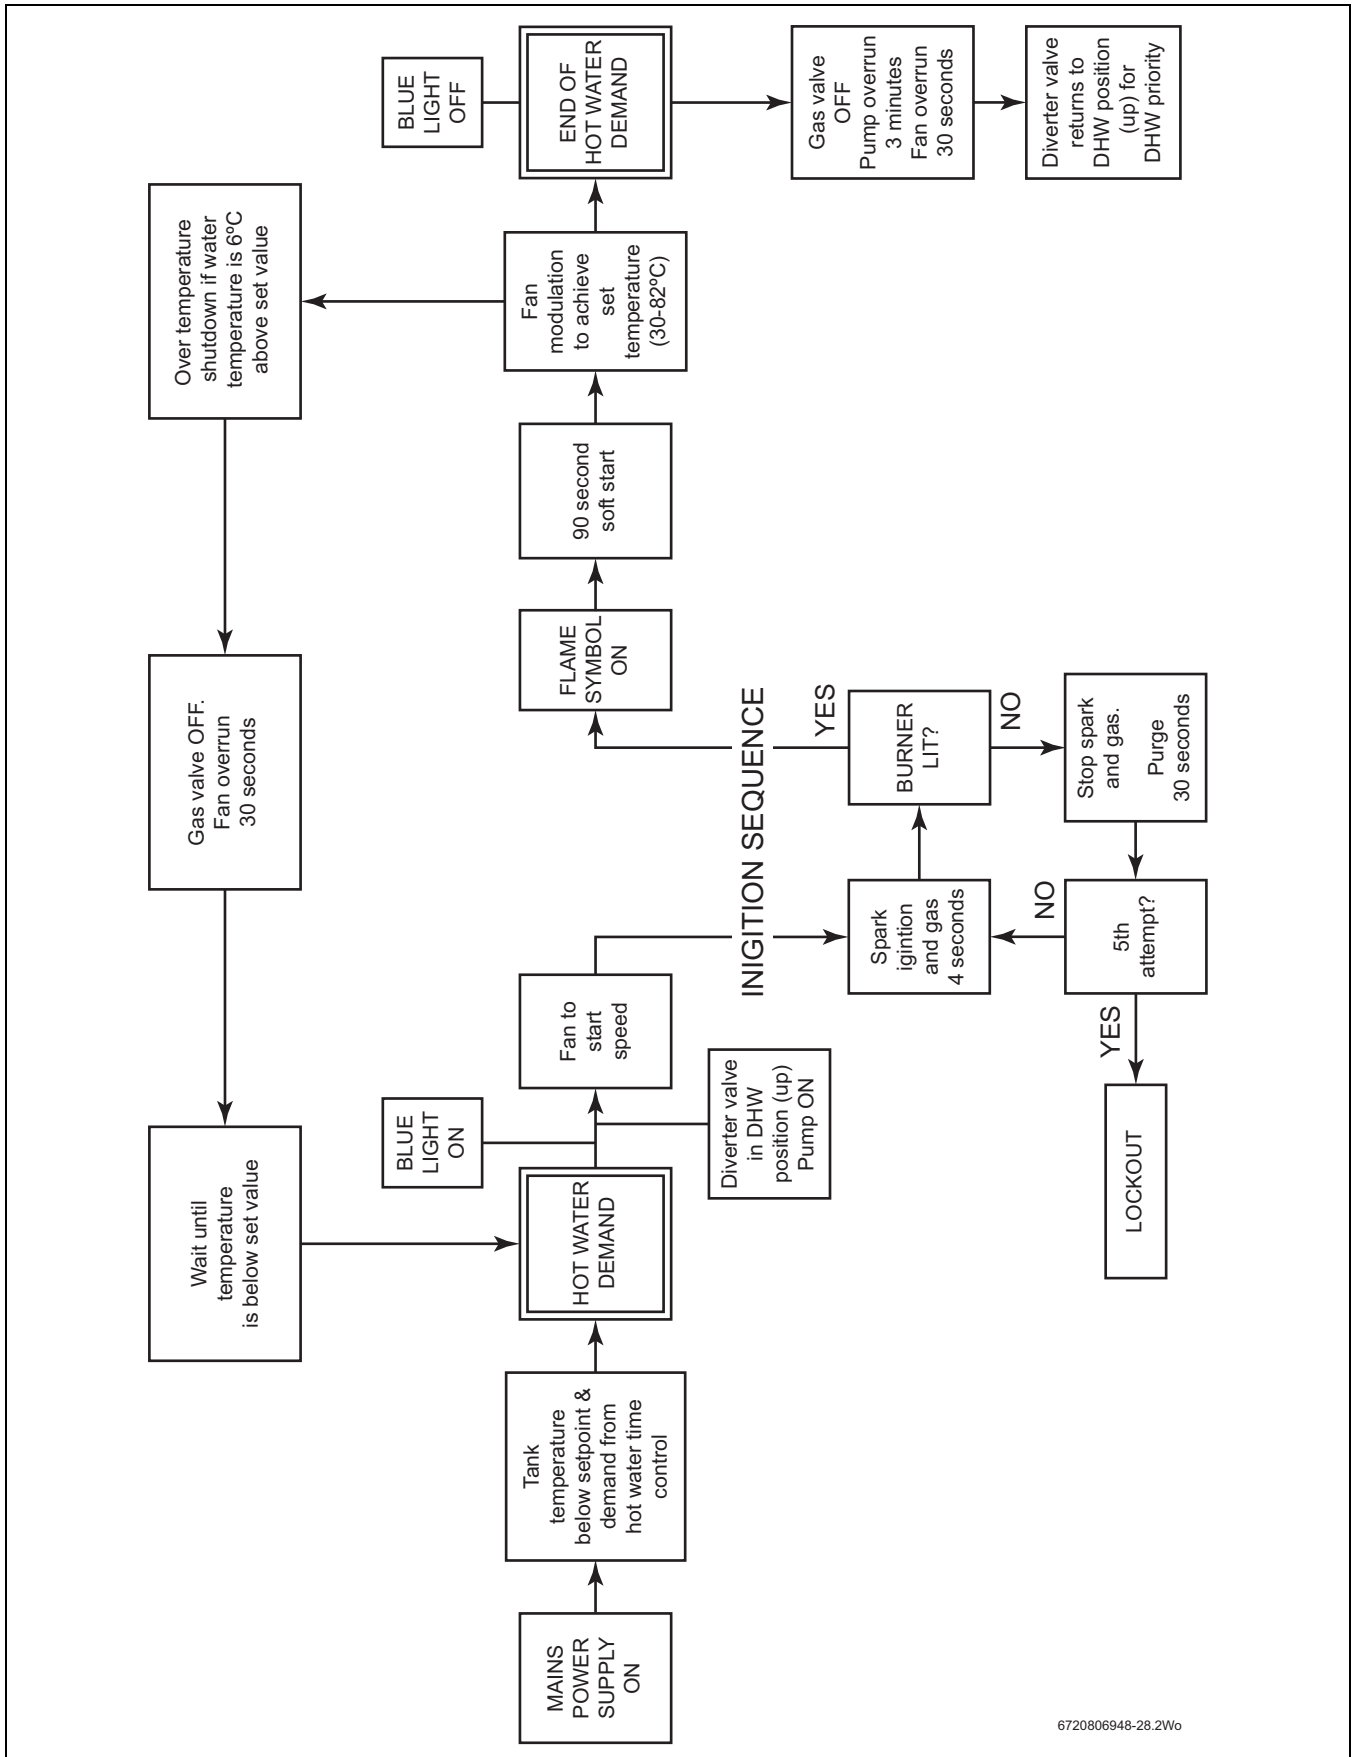 MAINS
POWER
SUPPLY
ON
Tank
temperature
below setpoint &
demand from
hot water time
control
HOT WATER
DEMAND
BLUE
LIGHT
ON
Diverter valve
in DHW
position (up)
Pump ON
Fan to
start
speed
INIGITION SEQUENCE
Spark
igintion
and gas
4 seconds
BURNER
LIT?
YES
NO
Stop spark
and gas.
Purge
30 seconds
5th
attempt?
NO
YES
LOCKOUT
FLAME
SYMBOL
ON
90 second
soft start
Fan
modulation
to achieve
set
temperature
(30-82ºC)
Over temperature
shutdown if water
temperature is 6ºC
above set value
Gas valve OFF.
Fan overrun
30 seconds
Wait until
temperature
is below set value
END OF
HOT WATER
DEMAND
BLUE
LIGHT
OFF
Gas valve
OFF
Pump overrun
3 minutes
Fan overrun
30 seconds
Diverter valve
returns to
DHW position
(up) for
DHW priority
6720806948-28.2Wo